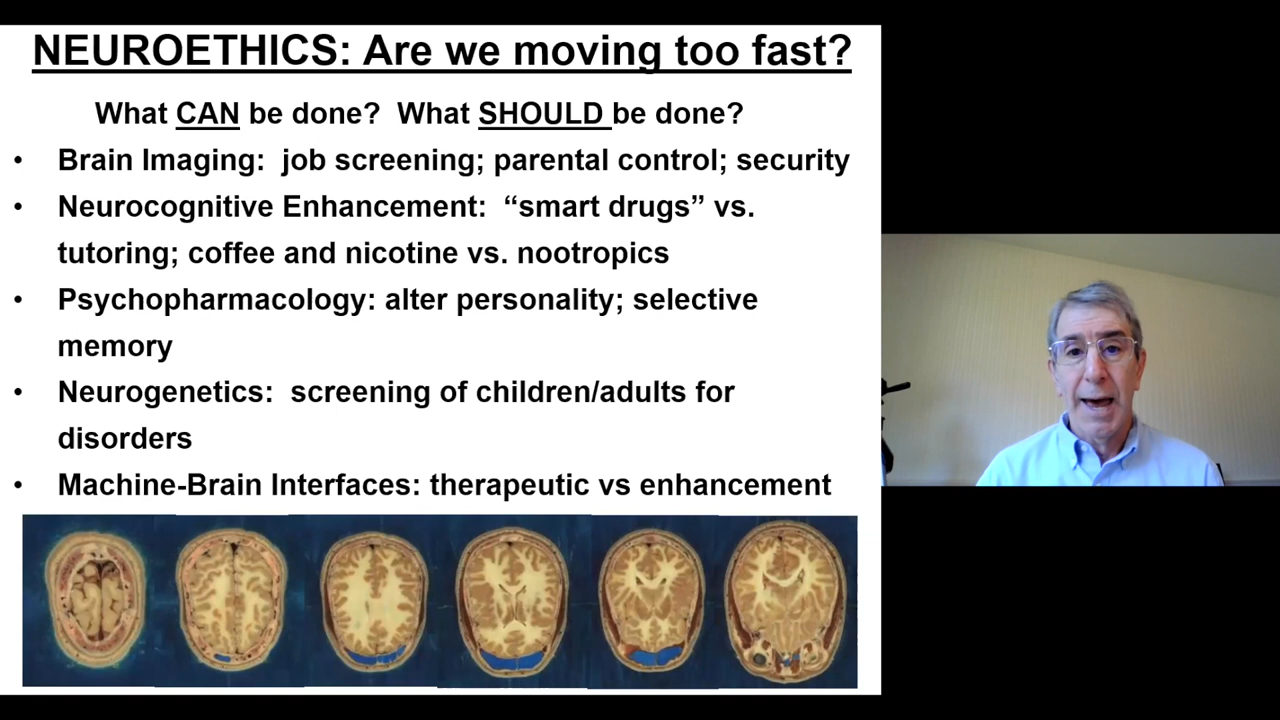 NEUROETHICS: Are we moving too fast?
What CAN be done? What SHOULD be done?
• Brain Imaging: job screening; parental control; security
• Neurocognitive Enhancement: “smart drugs” vs.
tutoring; coffee and nicotine vs. nootropics
• Psychopharmacology: alter personality; selective
memory
• Neurogenetics: screening of children/adults for
disorders
• Machine-Brain Interfaces: therapeutic vs enhancement